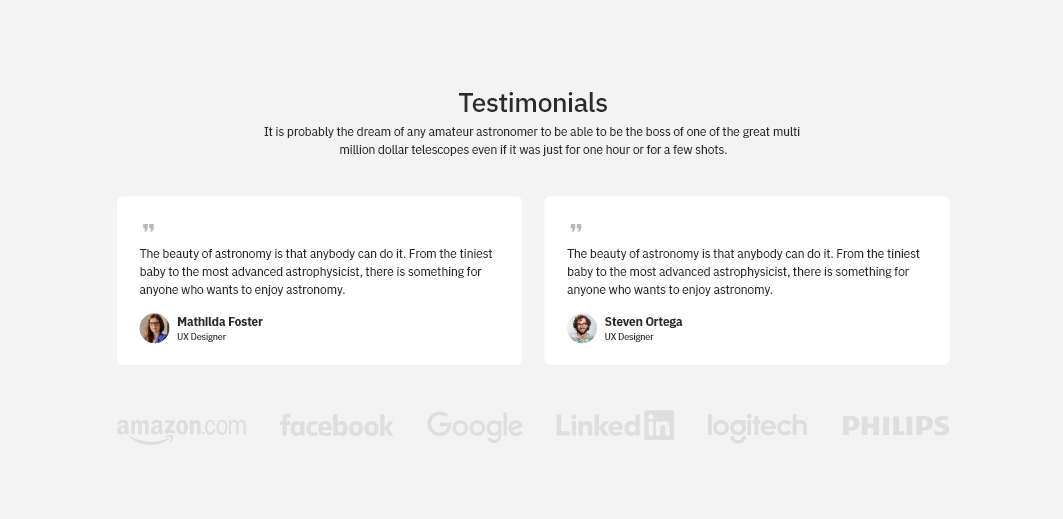 Testimonials
It is probably the dream of any amateur astronomer to be able to be the boss of one of the great multi
million dollar telescopes even if it was just for one hour or for a few shots.
”
The beauty of astronomy is that anybody can do it. From the tiniest
baby to the most advanced astrophysicist, there is something for
anyone who wants to enjoy astronomy.
Mathilda Foster
UX Designer
”
The beauty of astronomy is that anybody can do it. From the tiniest
baby to the most advanced astrophysicist, there is something for
anyone who wants to enjoy astronomy.
Steven Ortega
UX Designer
amazon.com facebook Google Linked in logitech PHILIPS